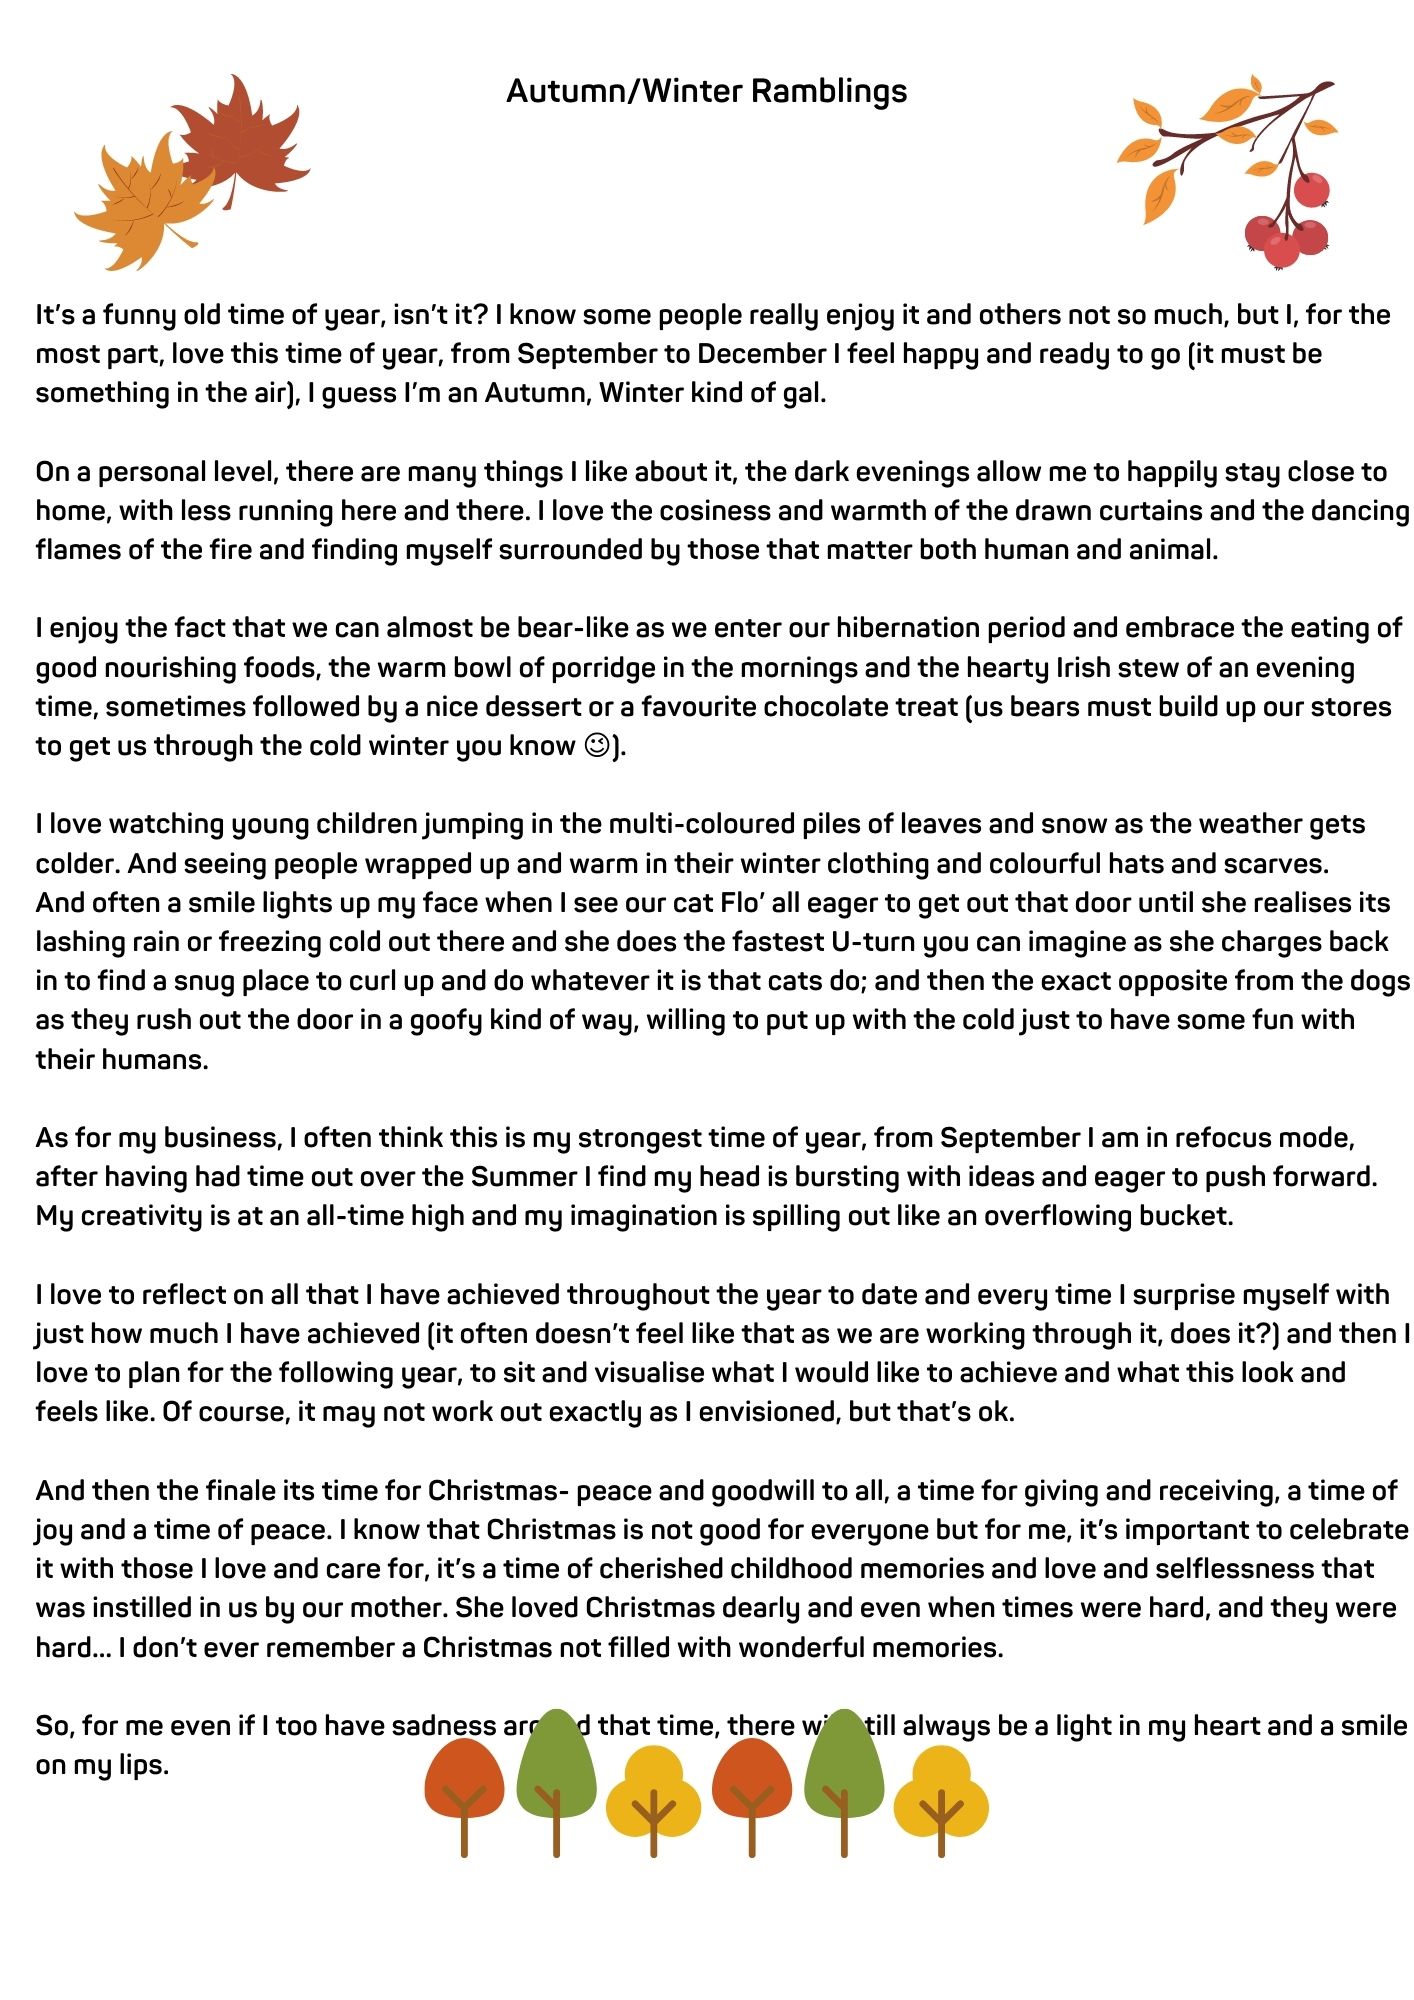 Autumn/Winter Ramblings
It’s a funny old time of year, isn’t it? I know some people really enjoy it and others not so much, but I, for the
most part, love this time of year, from September to December I feel happy and ready to go (it must be
something in the air), I guess I’m an Autumn, Winter kind of gal.
On a personal level, there are many things I like about it, the dark evenings allow me to happily stay close to
home, with less running here and there. I love the cosiness and warmth of the drawn curtains and the dancing
flames of the fire and finding myself surrounded by those that matter both human and animal.
I enjoy the fact that we can almost be bear-like as we enter our hibernation period and embrace the eating of
good nourishing foods, the warm bowl of porridge in the mornings and the hearty Irish stew of an evening
time, sometimes followed by a nice dessert or a favourite chocolate treat (us bears must build up our stores
to get us through the cold winter you know 😉).
I love watching young children jumping in the multi-coloured piles of leaves and snow as the weather gets
colder. And seeing people wrapped up and warm in their winter clothing and colourful hats and scarves.
And often a smile lights up my face when I see our cat Flo’ all eager to get out that door until she realises its
lashing rain or freezing cold out there and she does the fastest U-turn you can imagine as she charges back
in to find a snug place to curl up and do whatever it is that cats do; and then the exact opposite from the dogs
as they rush out the door in a goofy kind of way, willing to put up with the cold just to have some fun with
their humans.
As for my business, I often think this is my strongest time of year, from September I am in refocus mode,
after having had time out over the Summer I find my head is bursting with ideas and eager to push forward.
My creativity is at an all-time high and my imagination is spilling out like an overflowing bucket.
I love to reflect on all that I have achieved throughout the year to date and every time I surprise myself with
just how much I have achieved (it often doesn’t feel like that as we are working through it, does it?) and then I
love to plan for the following year, to sit and visualise what I would like to achieve and what this look and
feels like. Of course, it may not work out exactly as I envisioned, but that’s ok.
And then the finale its time for Christmas- peace and goodwill to all, a time for giving and receiving, a time of
joy and a time of peace. I know that Christmas is not good for everyone but for me, it’s important to celebrate
it with those I love and care for, it’s a time of cherished childhood memories and love and selflessness that
was instilled in us by our mother. She loved Christmas dearly and even when times were hard, and they were
hard... I don’t ever remember a Christmas not filled with wonderful memories.
So, for me even if I too have sadness around that time, there will still always be a light in my heart and a smile
on my lips.